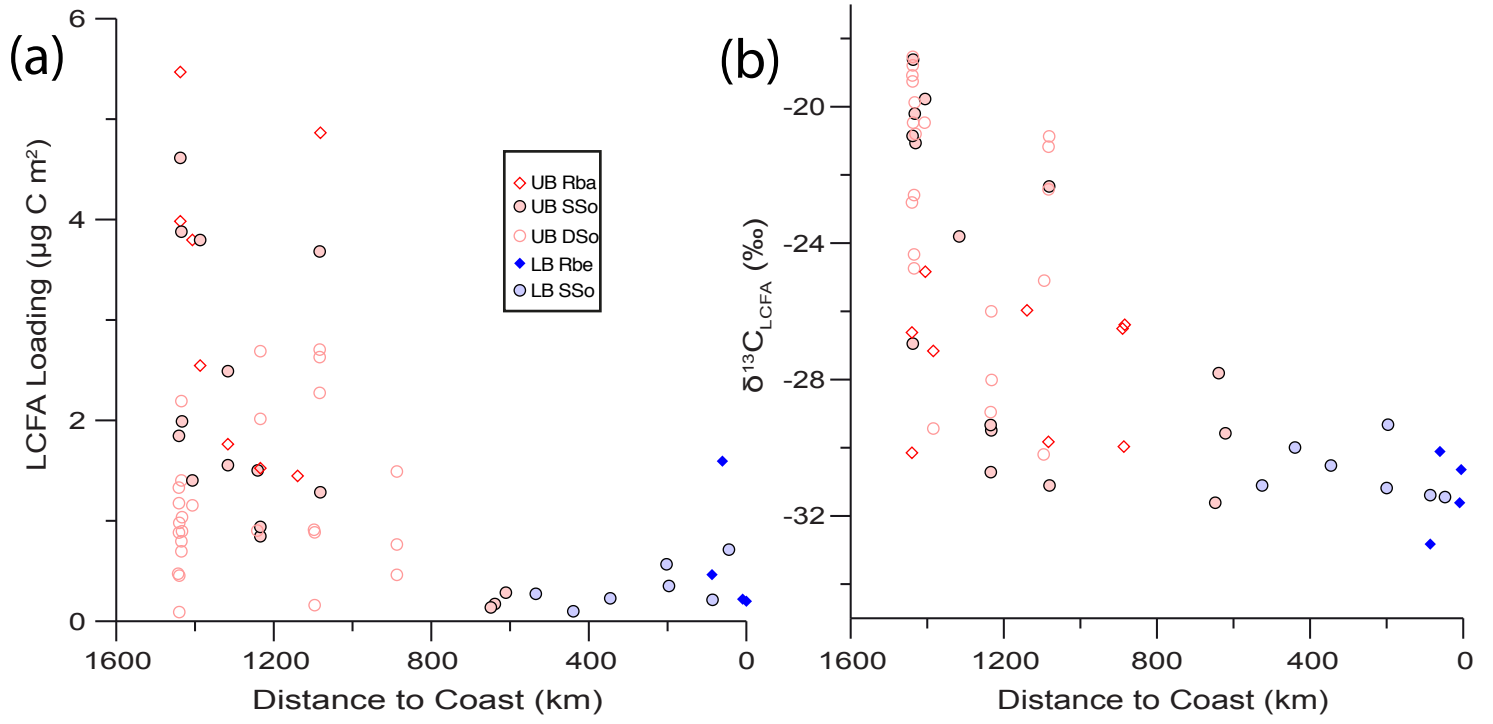 (a)
LCFA Loading (µg C m²)
6
4
2
0
1600
1200
800
400
0
Distance to Coast (km)
UB Rba
UB SSo
UB DSo
LB Rbe
LB SSo
(b)
δ¹³C_LCFA (‰)
-20
-24
-28
-32
1600
1200
800
400
0
Distance to Coast (km)